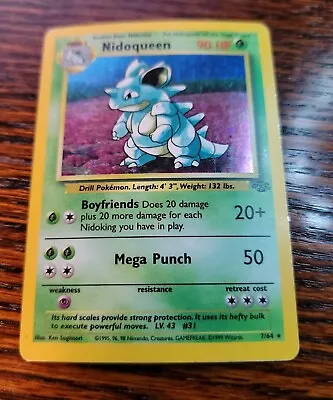 Nidoqueen 90 HP
Drill Pokémon. Length: 4' 3", Weight: 132 lbs.
Boyfriends Does 20 damage
plus 20 more damage for each
Nidoking you have in play.
20+
Mega Punch 50
weakness resistance retreat cost
Its hard scales provide strong protection. It uses its hefty bulk
to execute powerful moves. LV. 43 #31
Illus. Ken Sugimori ©1995, 96, 98 Nintendo, Creatures, GAMEFREAK. ©1999 Wizards. 7/64